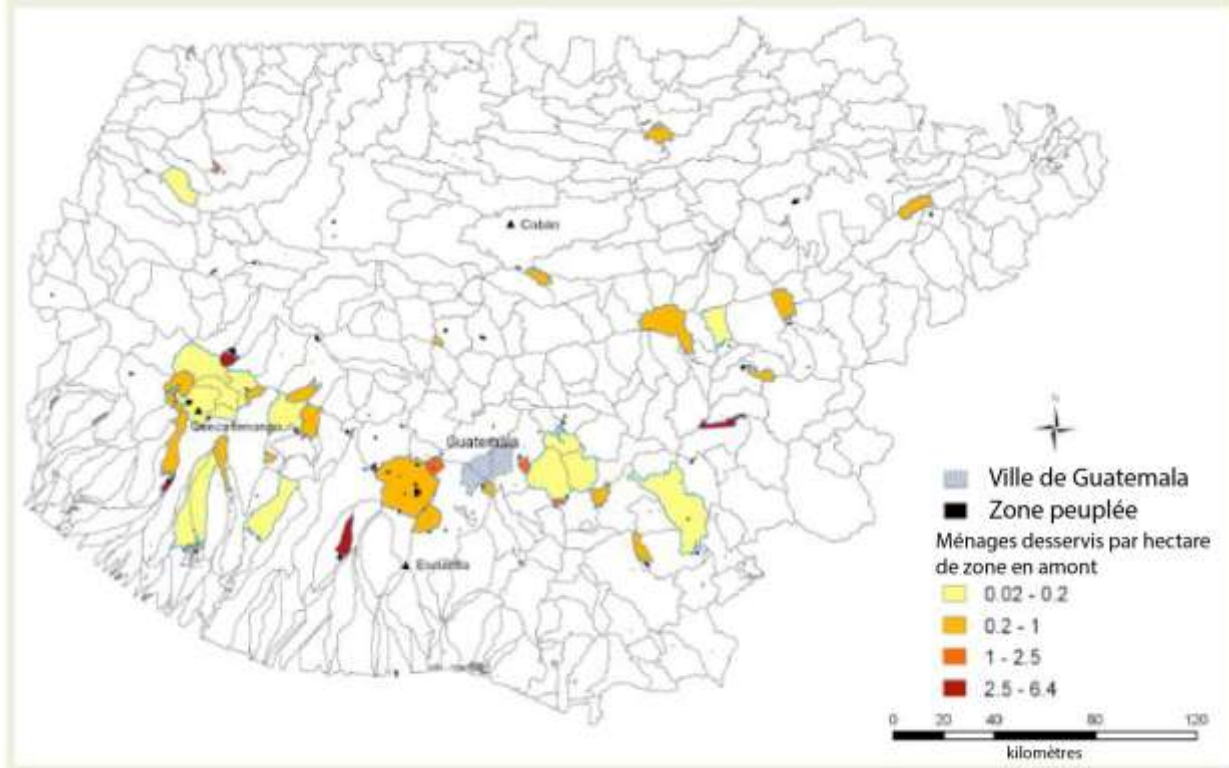 Cobán
Quezaltenango
Guatemala
Escuintla
N
Ville de Guatemala
Zone peuplée
Ménages desservis par hectare
de zone en amont
0.02 - 0.2
0.2 - 1
1 - 2.5
2.5 - 6.4
0 20 40 80 120
kilomètres